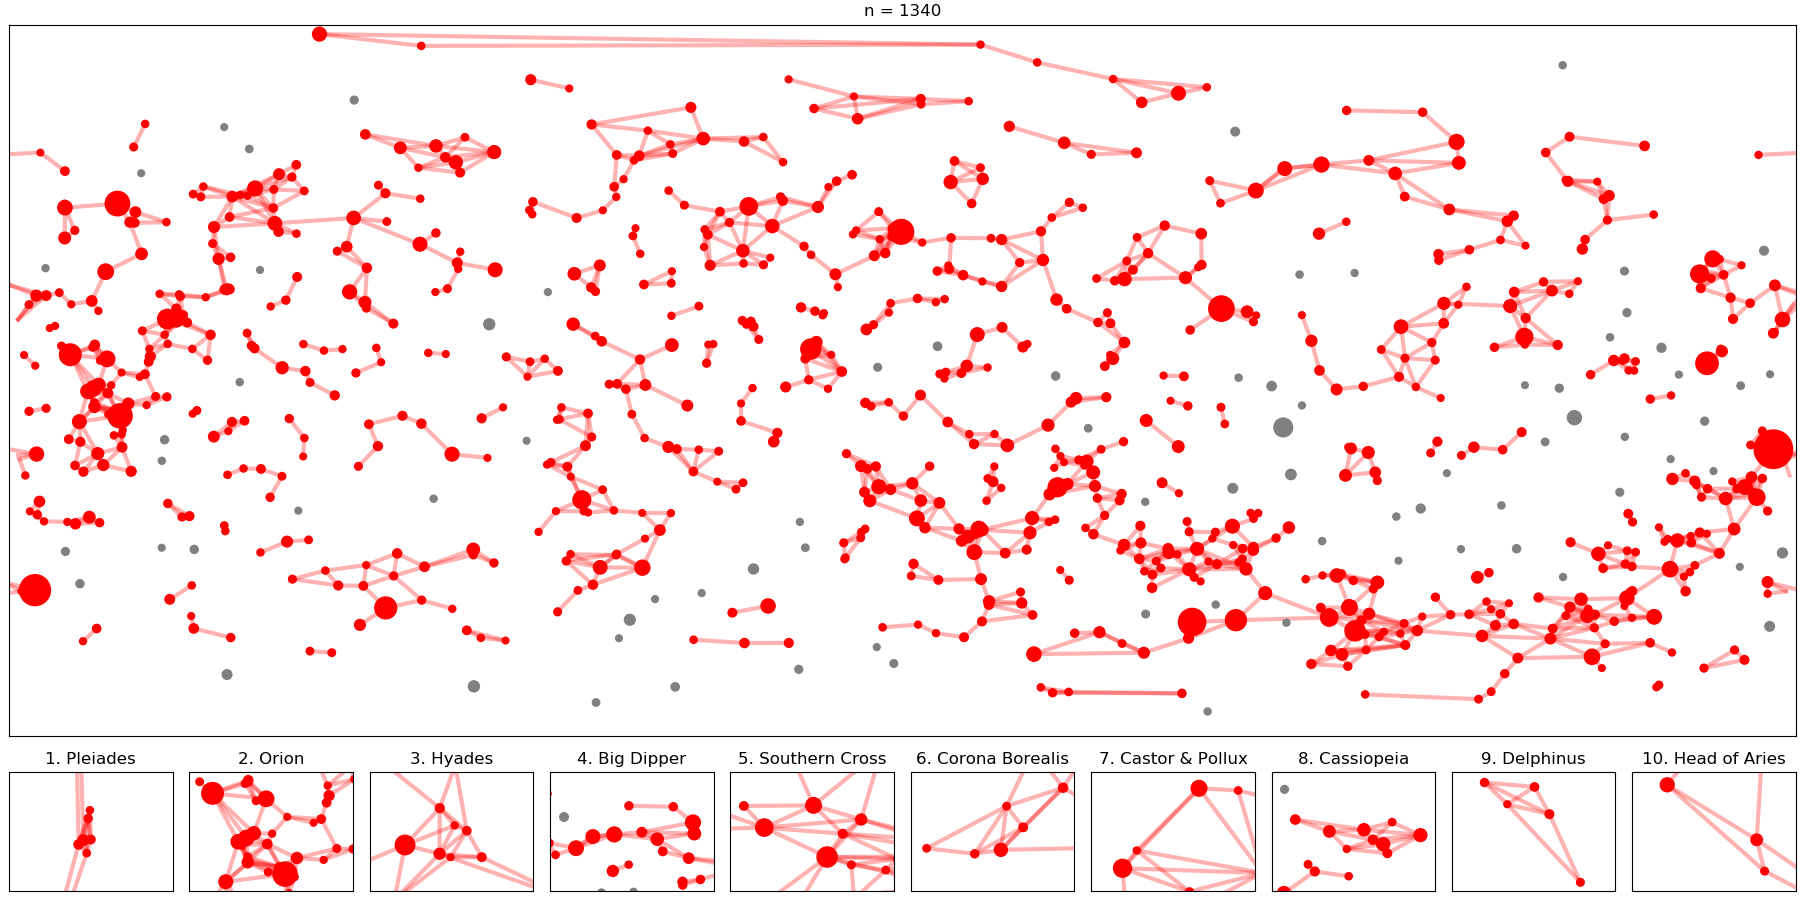 n = 1340
1. Pleiades
2. Orion
3. Hyades
4. Big Dipper
5. Southern Cross
6. Corona Borealis
7. Castor & Pollux
8. Cassiopeia
9. Delphinus
10. Head of Aries